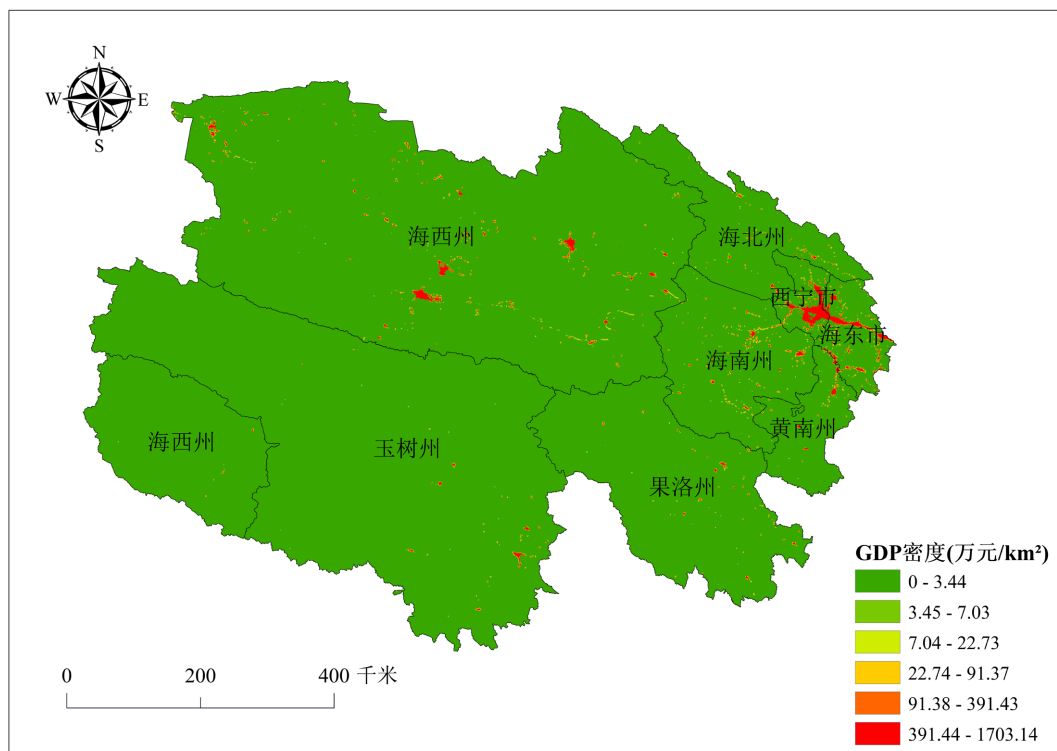 N
W E
S
海西州
海北州
西宁市
海东市
海南州
黄南州
海西州
玉树州
果洛州
GDP密度(万元/km²)
0 - 3.44
3.45 - 7.03
7.04 - 22.73
22.74 - 91.37
91.38 - 391.43
391.44 - 1703.14
0 200 400 千米